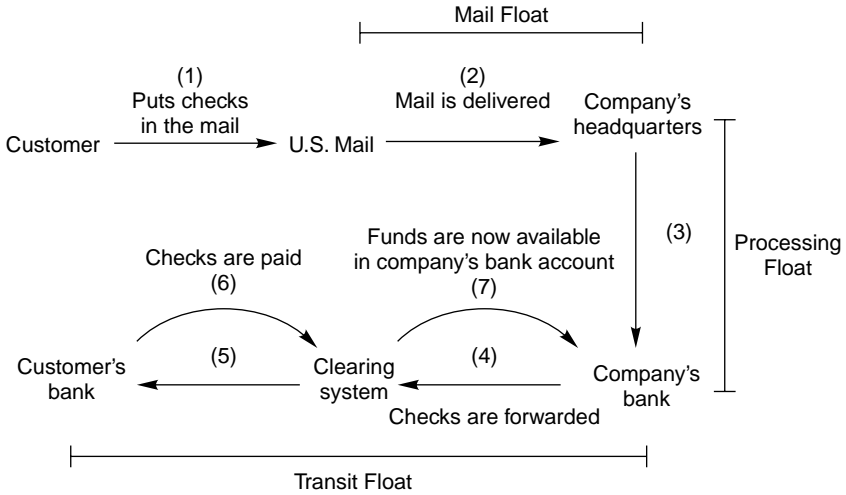 Mail Float
(1)
Puts checks
in the mail
(2)
Mail is delivered
Company's
headquarters
Customer
U.S. Mail
(3)
Processing
Float
Checks are paid
(6)
Funds are now available
in company's bank account
(7)
(5)
(4)
Customer's
bank
Clearing
system
Company's
bank
Checks are forwarded
Transit Float